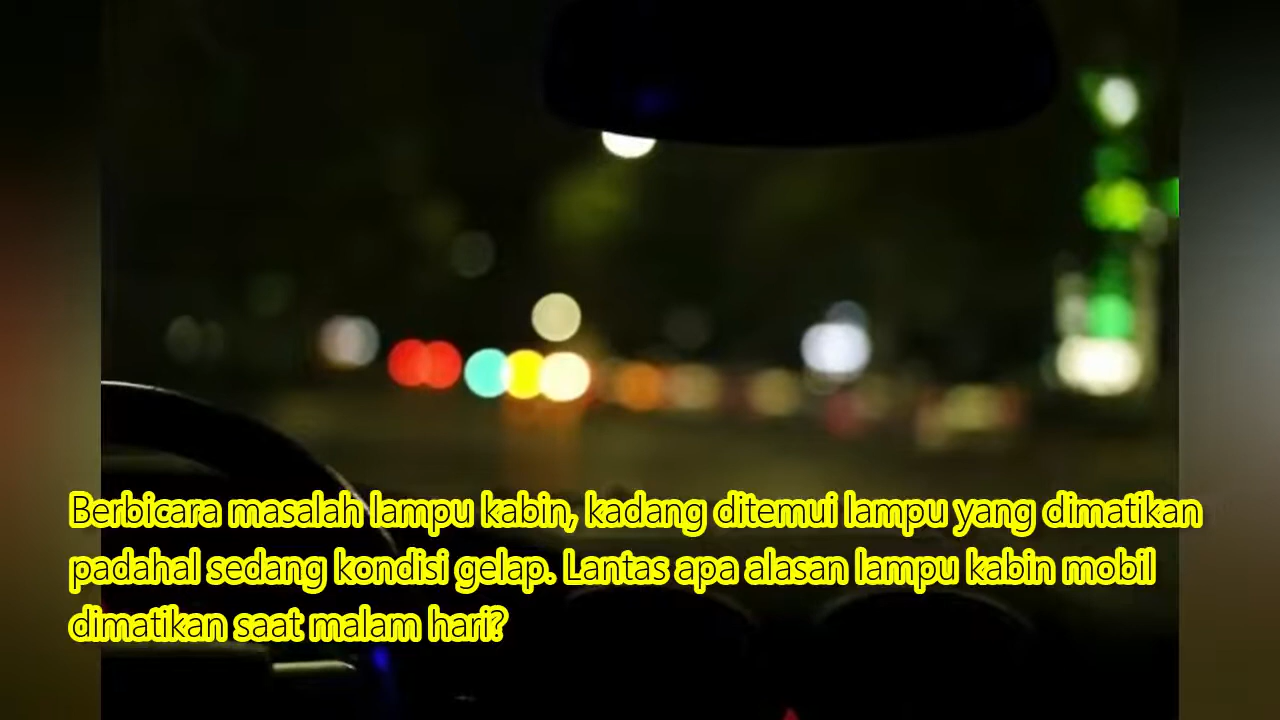 Berbicara masalah lampu kabin, kadang ditemui lampu yang dimatikan
padahal sedang kondisi gelap. Lantas apa alasan lampu kabin mobil
dimatikan saat malam hari?